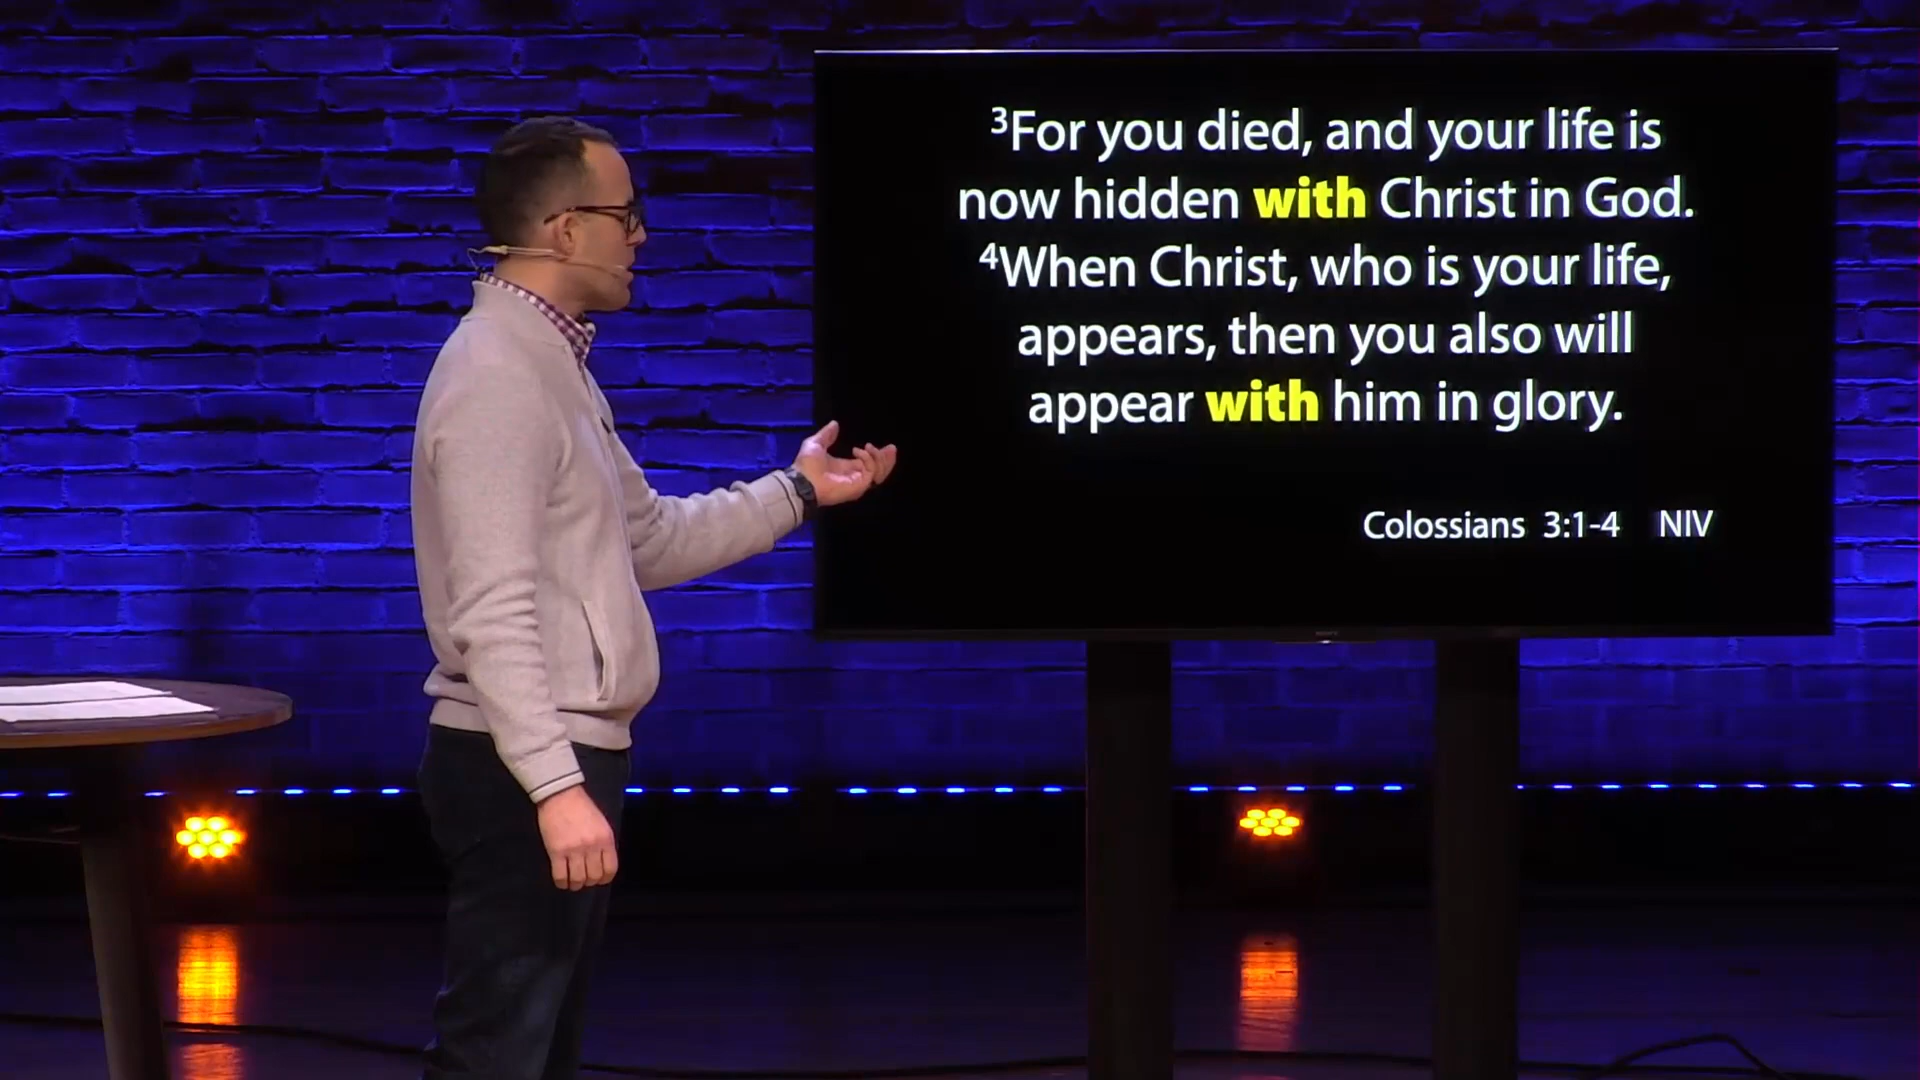 ³For you died, and your life is
now hidden with Christ in God.
⁴When Christ, who is your life,
appears, then you also will
appear with him in glory.
Colossians 3:1-4 NIV
SONY